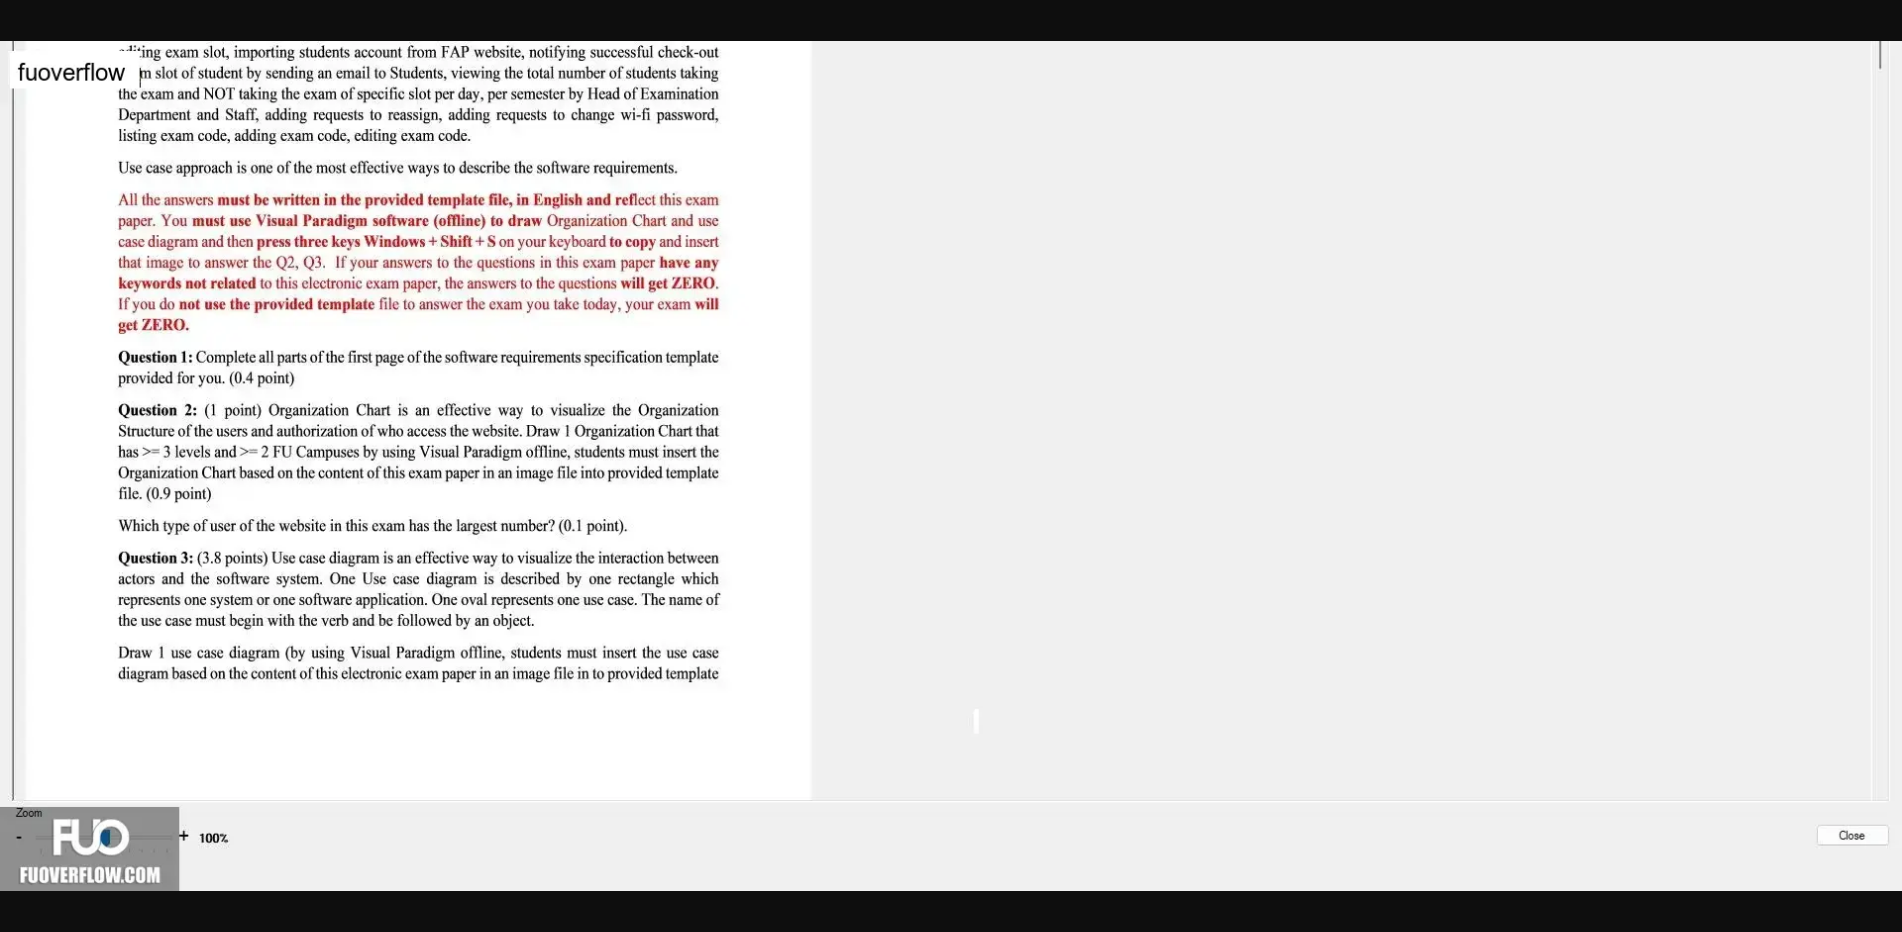 editing exam slot, importing students account from FAP website, notifying successful check-out
fuoverflow
slot of student by sending an email to Students, viewing the total number of students taking
the exam and NOT taking the exam of specific slot per day, per semester by Head of Examination
Department and Staff, adding requests to reassign, adding requests to change wi-fi password,
listing exam code, adding exam code, editing exam code.
Use case approach is one of the most effective ways to describe the software requirements.
All the answers must be written in the provided template file, in English and reflect this exam
paper. You must use Visual Paradigm software (offline) to draw Organization Chart and use
case diagram and then press three keys Windows + Shift + S on your keyboard to copy and insert
that image to answer the Q2, Q3. If your answers to the questions in this exam paper have any
keywords not related to this electronic exam paper, the answers to the questions will get ZERO.
If you do not use the provided template file to answer the exam you take today, your exam will
get ZERO.
Question 1: Complete all parts of the first page of the software requirements specification template
provided for you. (0.4 point)
Question 2: (1 point) Organization Chart is an effective way to visualize the Organization
Structure of the users and authorization of who access the website. Draw 1 Organization Chart that
has >= 3 levels and >= 2 FU Campuses by using Visual Paradigm offline, students must insert the
Organization Chart based on the content of this exam paper in an image file into provided template
file. (0.9 point)
Which type of user of the website in this exam has the largest number? (0.1 point).
Question 3: (3.8 points) Use case diagram is an effective way to visualize the interaction between
actors and the software system. One Use case diagram is described by one rectangle which
represents one system or one software application. One oval represents one use case. The name of
the use case must begin with the verb and be followed by an object.
Draw 1 use case diagram (by using Visual Paradigm offline, students must insert the use case
diagram based on the content of this electronic exam paper in an image file in to provided template
Zoom
- + 100%
Close
FUO
FUOVERFLOW.COM